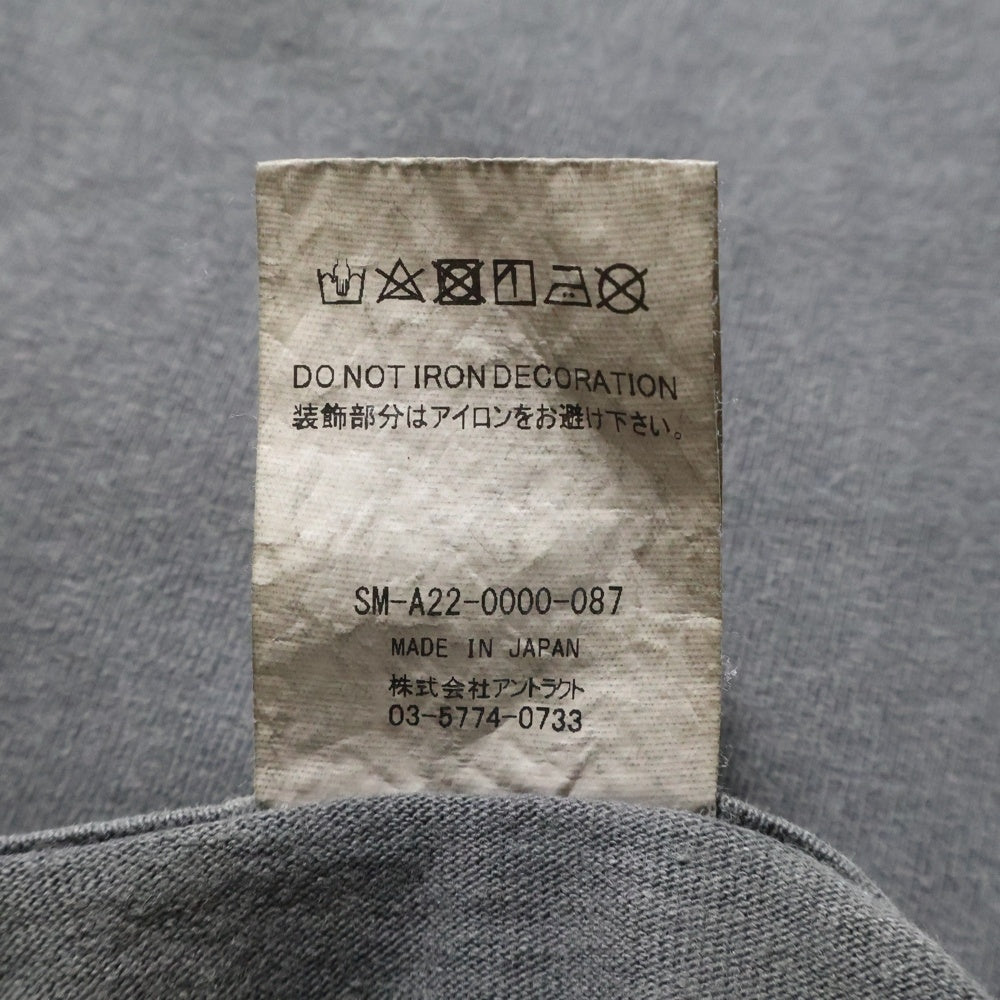 DO NOT IRON DECORATION
装飾部分はアイロンをお避け下さい。
SM-A22-0000-087
MADE IN JAPAN
株式会社アントラクト
03-5774-0733